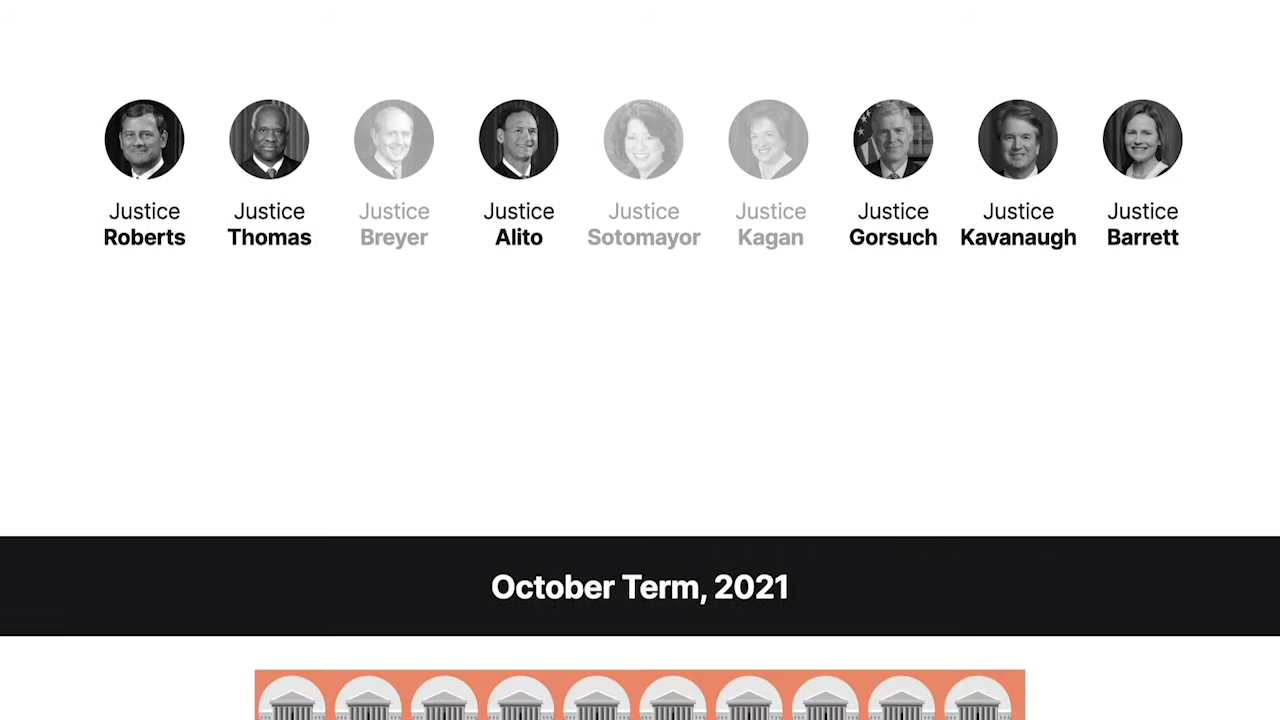 Justice Roberts
Justice Thomas
Justice Breyer
Justice Alito
Justice Sotomayor
Justice Kagan
Justice Gorsuch
Justice Kavanaugh
Justice Barrett
October Term, 2021